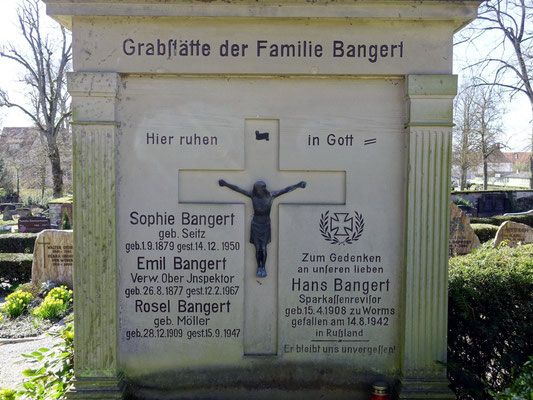 Grabstätte der Familie Bangert
Hier ruhen in Gott =
Sophie Bangert
geb. Seitz
geb.1.9.1879 gest.14.12.1950
Emil Bangert
Verw. Ober Jnspektor
geb.26.8.1877 gest.12.2.1967
Rosel Bangert
geb. Möller
geb.28.12.1909 gest.15.9.1947
Zum Gedenken
an unseren lieben
Hans Bangert
Sparkassenrevisor
geb.15.4.1908 zu Worms
gefallen am 14.8.1942
in Rußland
Er bleibt uns unvergessen!